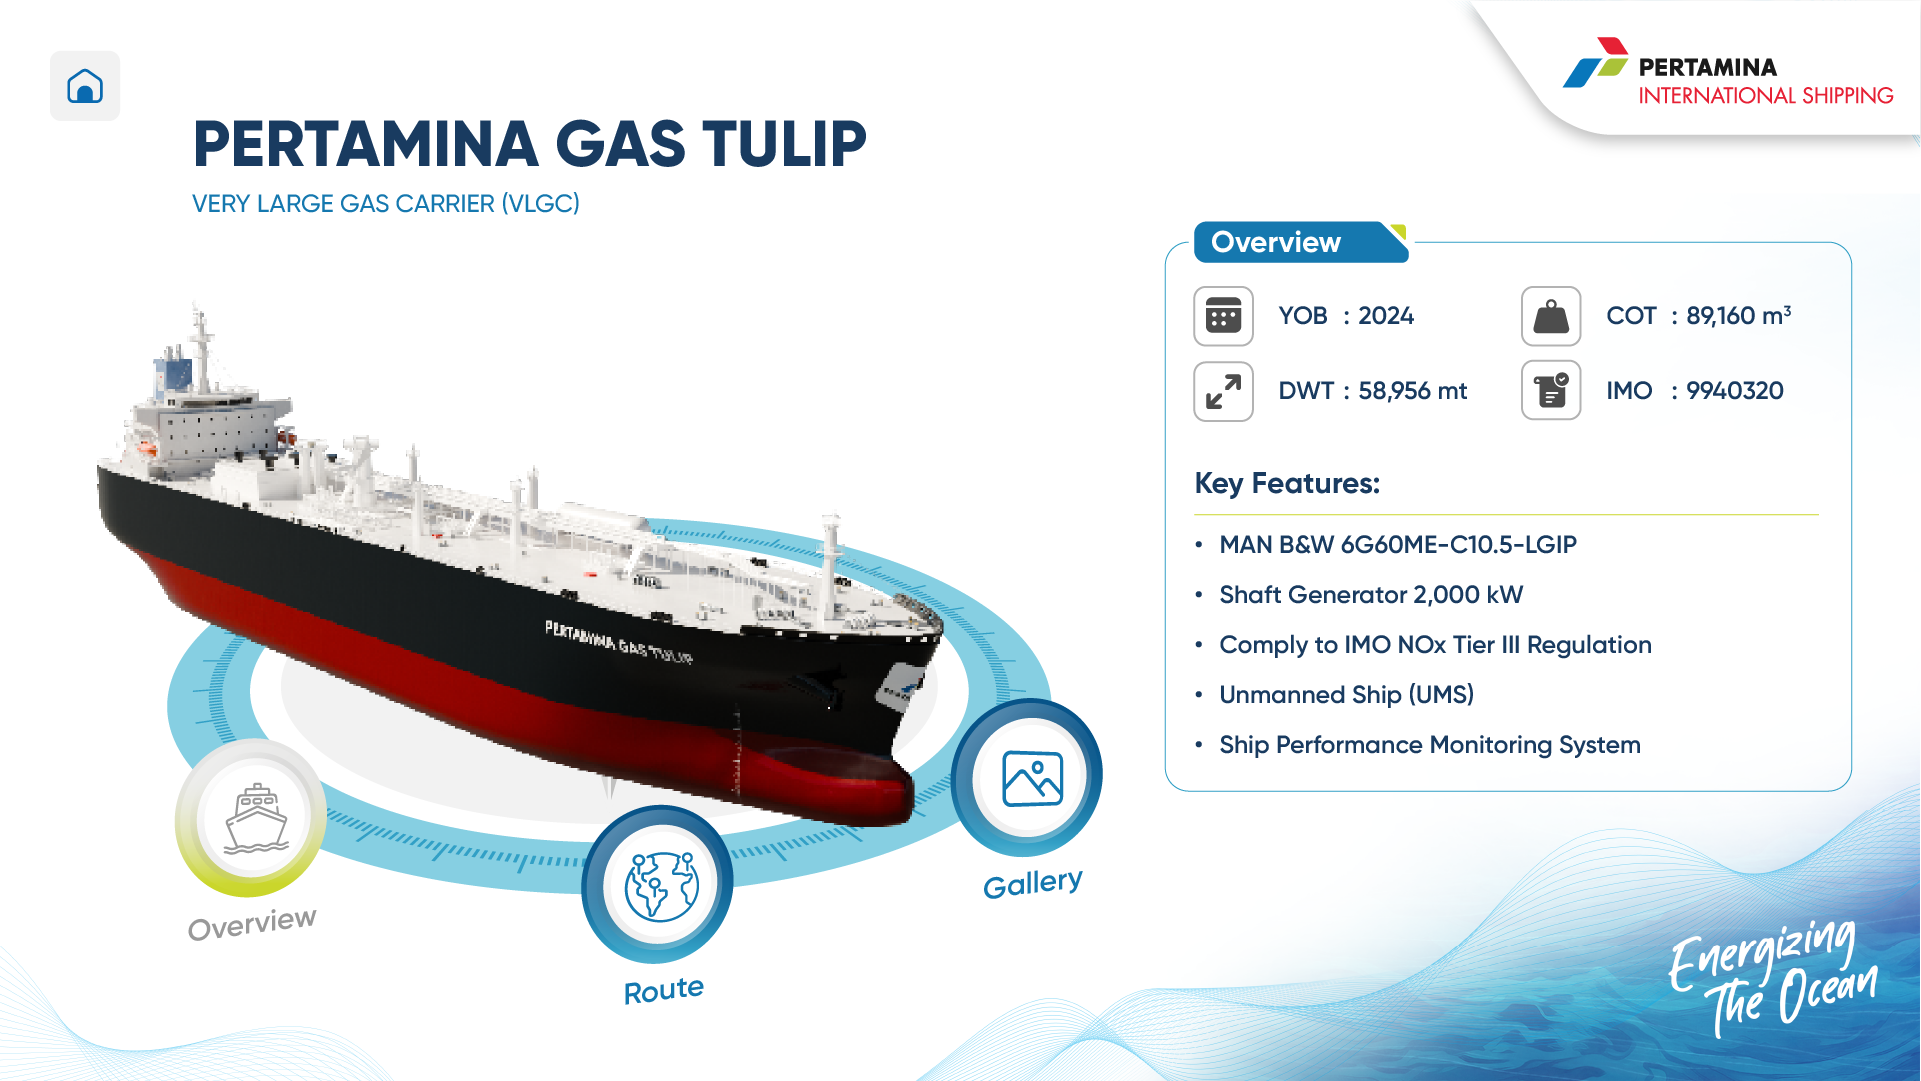 PERTAMINA
INTERNATIONAL SHIPPING
PERTAMINA GAS TULIP
VERY LARGE GAS CARRIER (VLGC)
Overview
YOB : 2024
COT : 89,160 m³
DWT : 58,956 mt
IMO : 9940320
Key Features:
• MAN B&W 6G60ME-C10.5-LGIP
• Shaft Generator 2,000 kW
• Comply to IMO NOx Tier III Regulation
• Unmanned Ship (UMS)
• Ship Performance Monitoring System
PERTAMINA GAS TULIP
Overview
Route
Gallery
Energizing
The Ocean